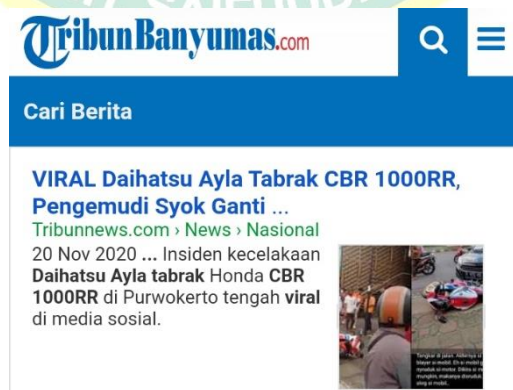 TribunBanyumas.com
Cari Berita
VIRAL Daihatsu Ayla Tabrak CBR 1000RR,
Pengemudi Syok Ganti ...
Tribunnews.com › News › Nasional
20 Nov 2020 ... Insiden kecelakaan
Daihatsu Ayla tabrak Honda CBR
1000RR di Purwokerto tengah viral
di media sosial.